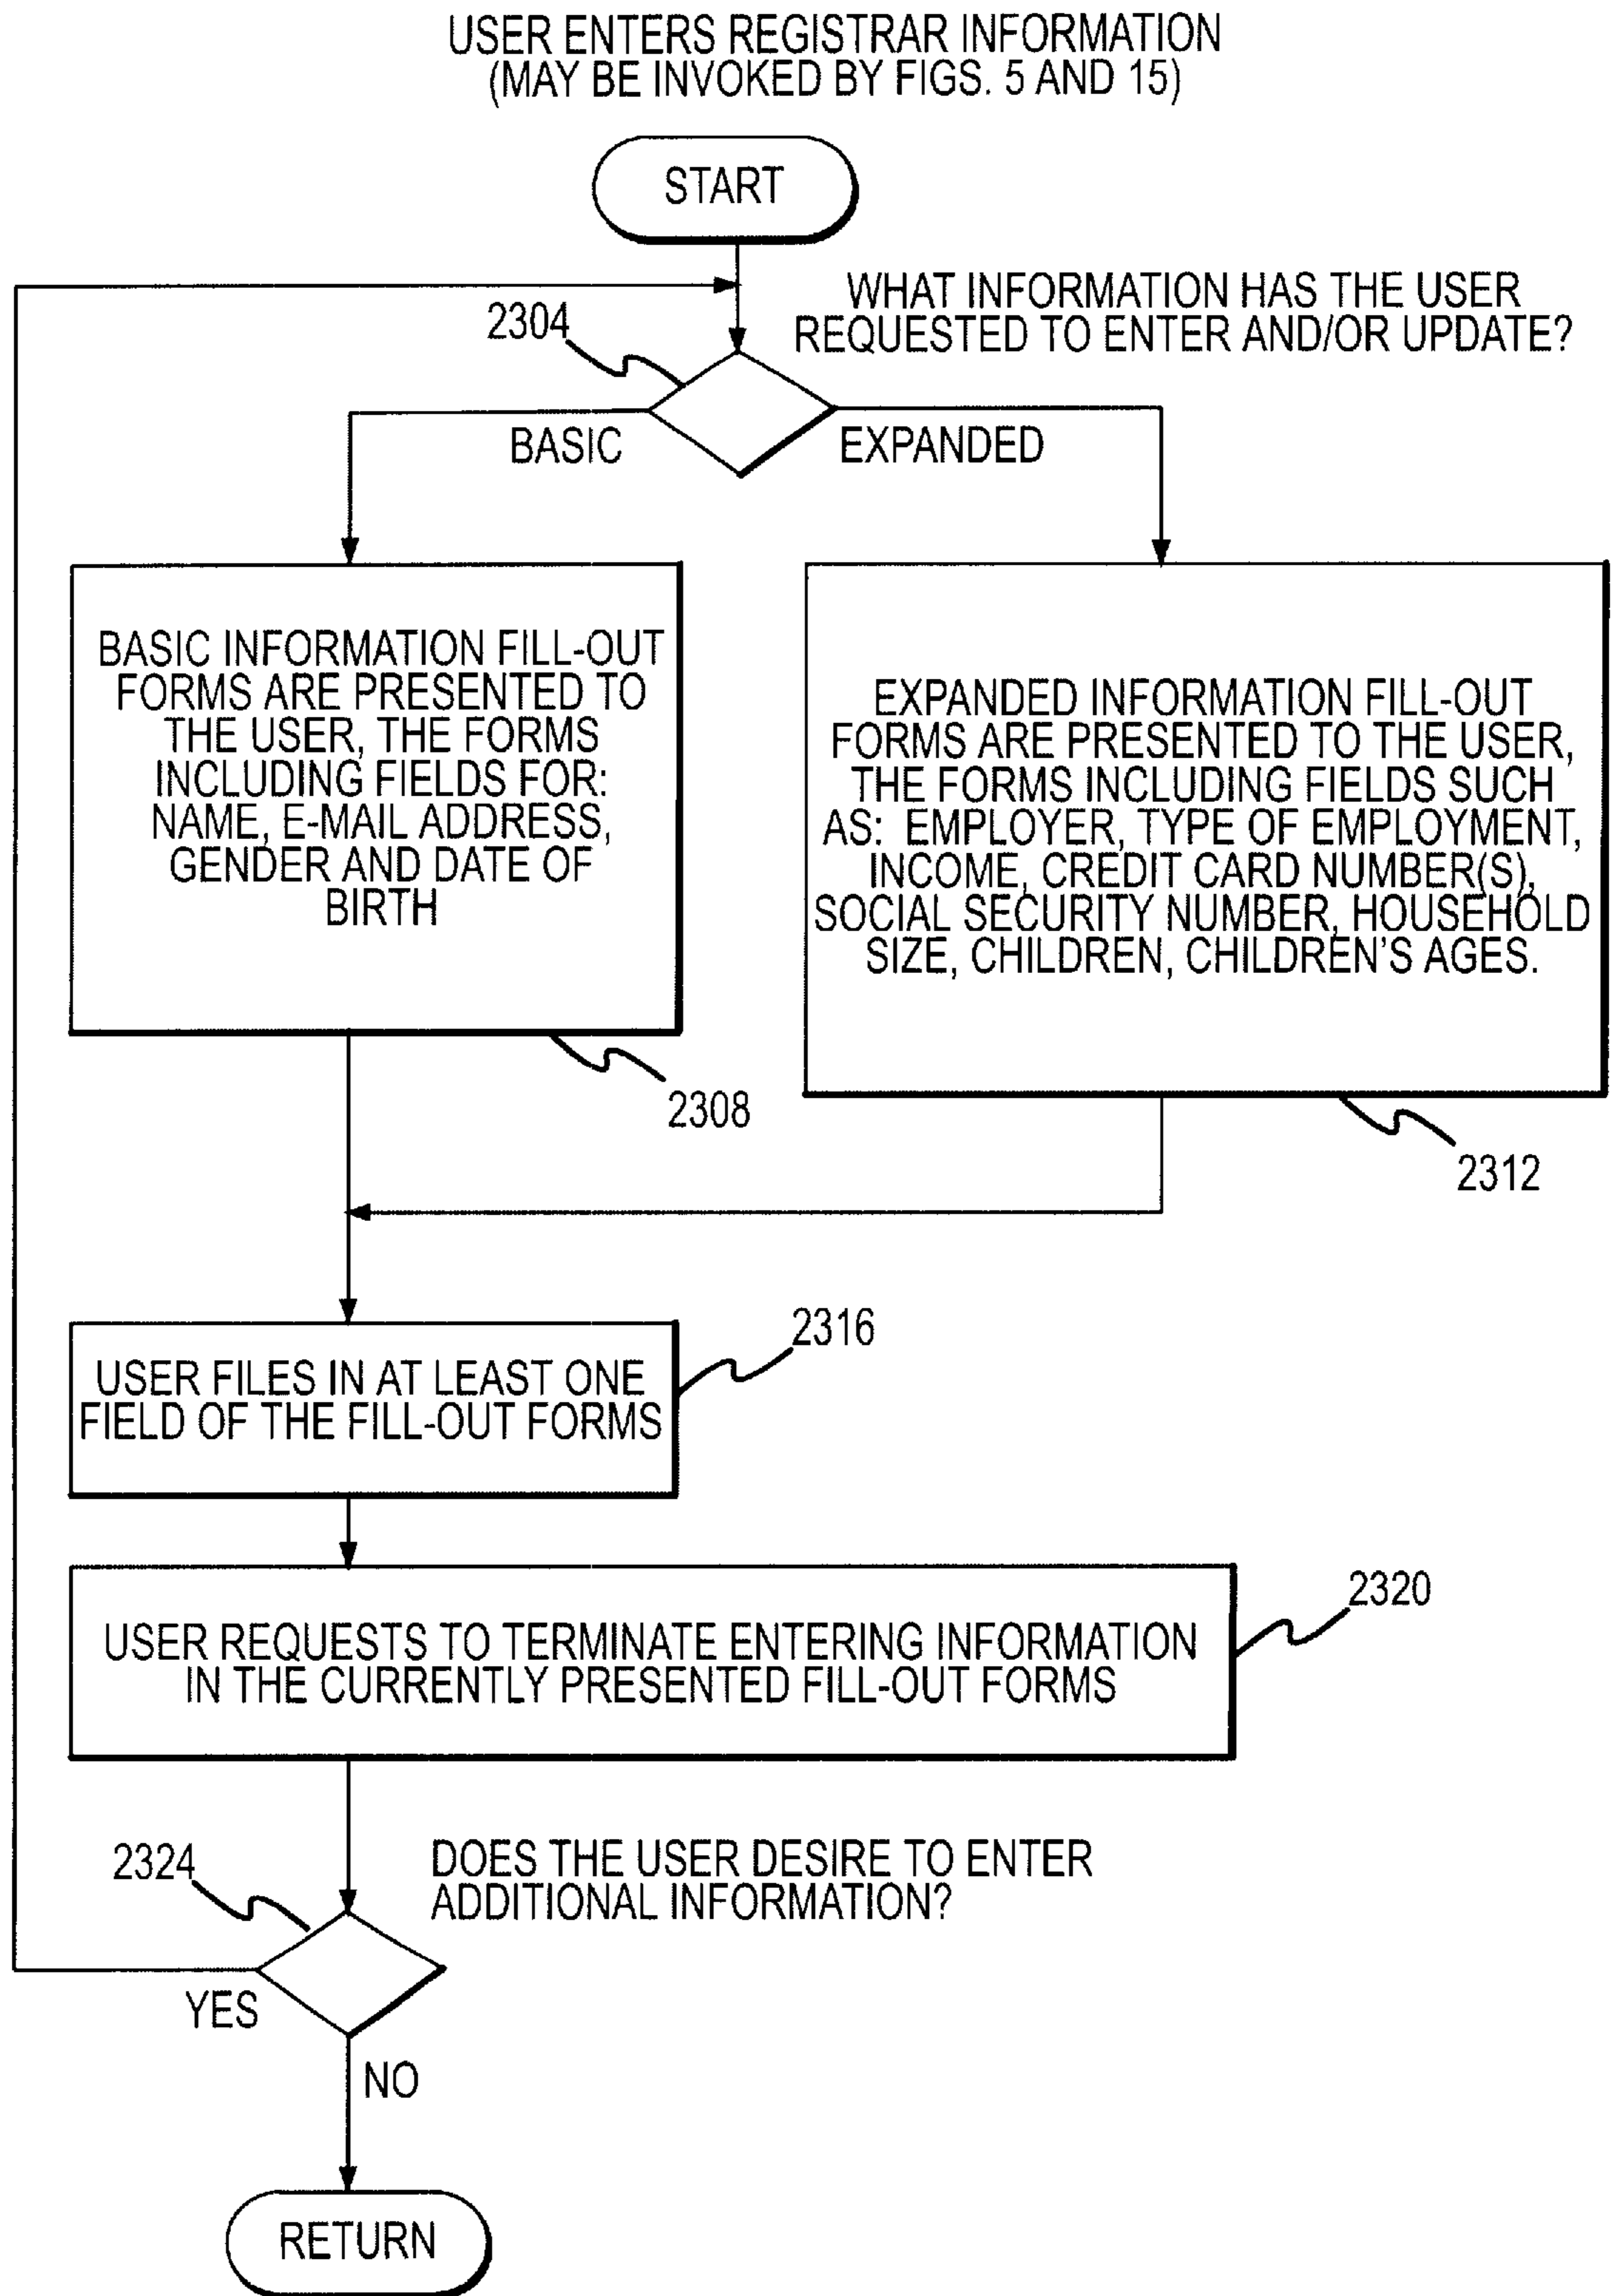 USER ENTERS REGISTRAR INFORMATION
(MAY BE INVOKED BY FIGS. 5 AND 15)
START
WHAT INFORMATION HAS THE USER
REQUESTED TO ENTER AND/OR UPDATE?
2304
BASIC
EXPANDED
BASIC INFORMATION FILL-OUT
FORMS ARE PRESENTED TO
THE USER, THE FORMS
INCLUDING FIELDS FOR:
NAME, E-MAIL ADDRESS,
GENDER AND DATE OF
BIRTH
2308
EXPANDED INFORMATION FILL-OUT
FORMS ARE PRESENTED TO THE USER,
THE FORMS INCLUDING FIELDS SUCH
AS: EMPLOYER, TYPE OF EMPLOYMENT,
INCOME, CREDIT CARD NUMBER(S),
SOCIAL SECURITY NUMBER, HOUSEHOLD
SIZE, CHILDREN, CHILDREN'S AGES.
2312
2316
USER FILES IN AT LEAST ONE
FIELD OF THE FILL-OUT FORMS
2320
USER REQUESTS TO TERMINATE ENTERING INFORMATION
IN THE CURRENTLY PRESENTED FILL-OUT FORMS
2324
DOES THE USER DESIRE TO ENTER
ADDITIONAL INFORMATION?
YES
NO
RETURN